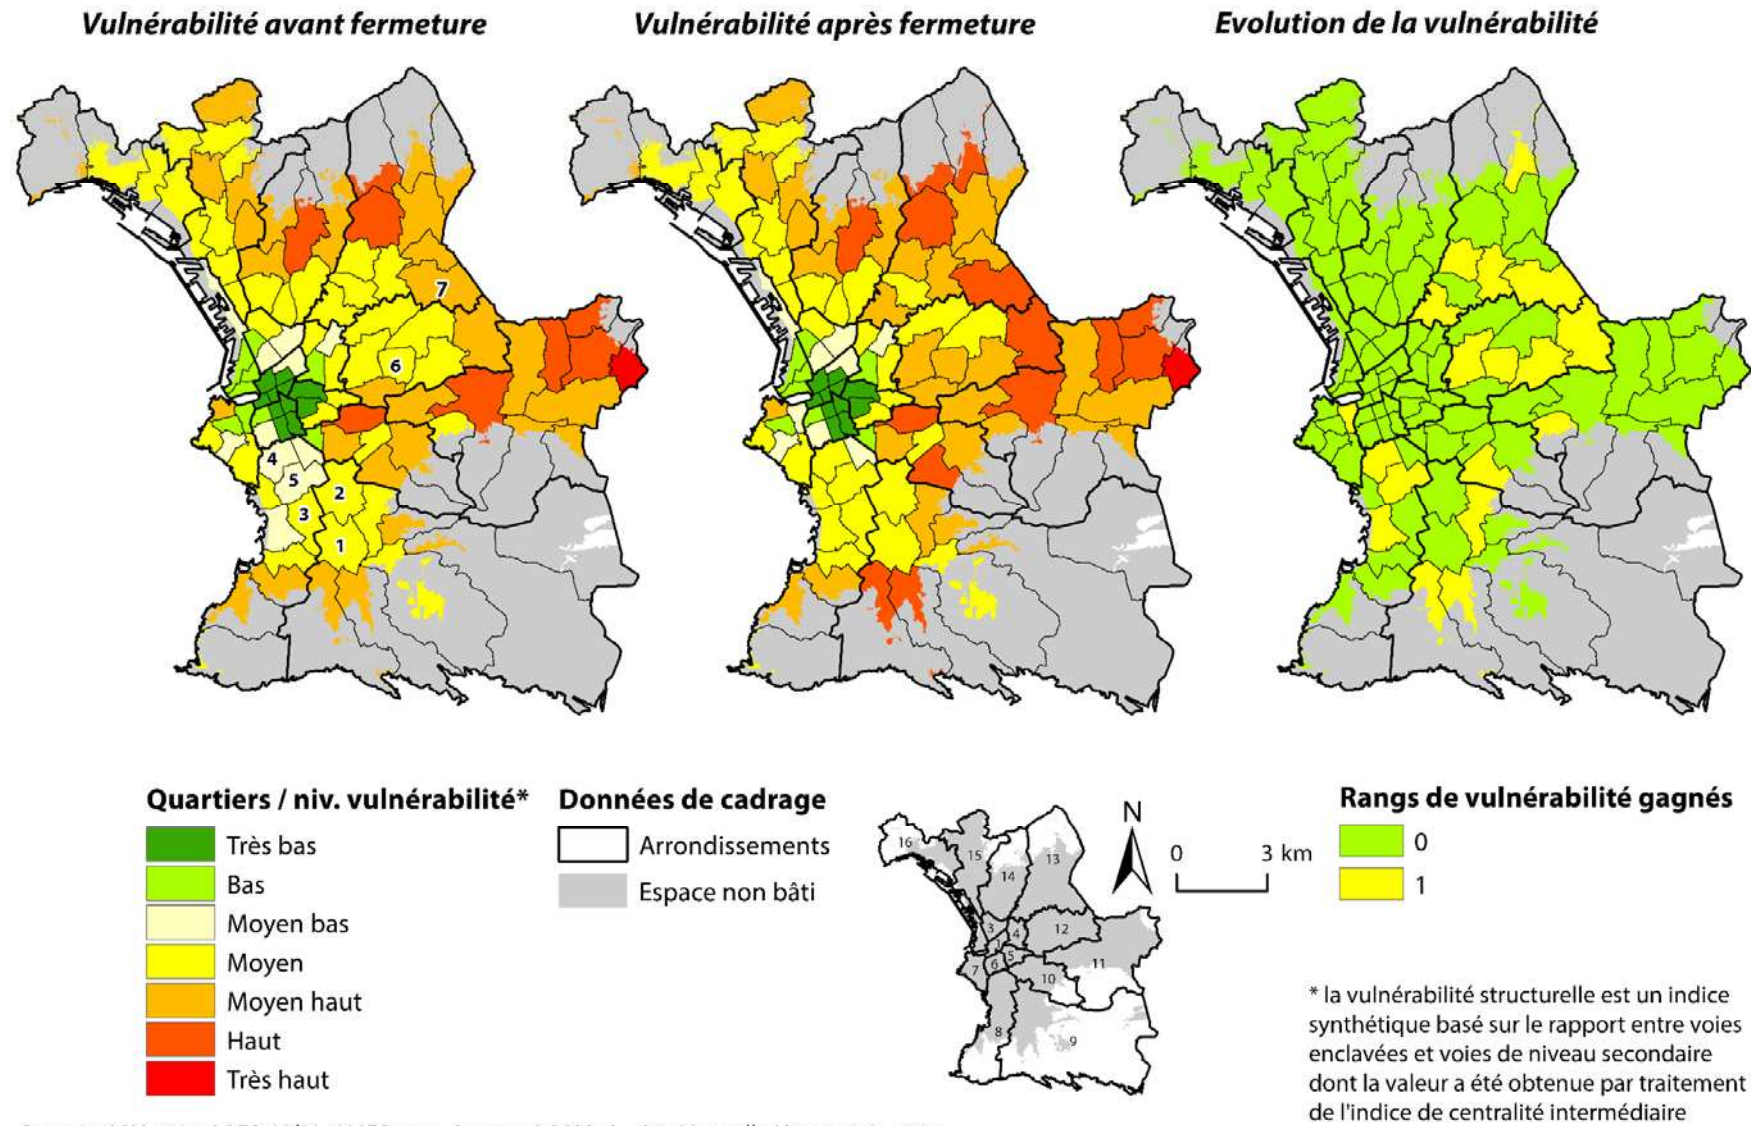 Vulnérabilité avant fermeture
Vulnérabilité après fermeture
Evolution de la vulnérabilité
7
6
4
5
2
3
1
Quartiers / niv. vulnérabilité*
Très bas
Bas
Moyen bas
Moyen
Moyen haut
Haut
Très haut
Données de cadrage
Arrondissements
Espace non bâti
16
15
13
14
3
4
12
1
5
7
6
11
10
8
9
N
0
3 km
Rangs de vulnérabilité gagnés
0
1
* la vulnérabilité structurelle est un indice
synthétique basé sur le rapport entre voies
enclavées et voies de niveau secondaire
dont la valeur a été obtenue par traitement
de l'indice de centralité intermédiaire